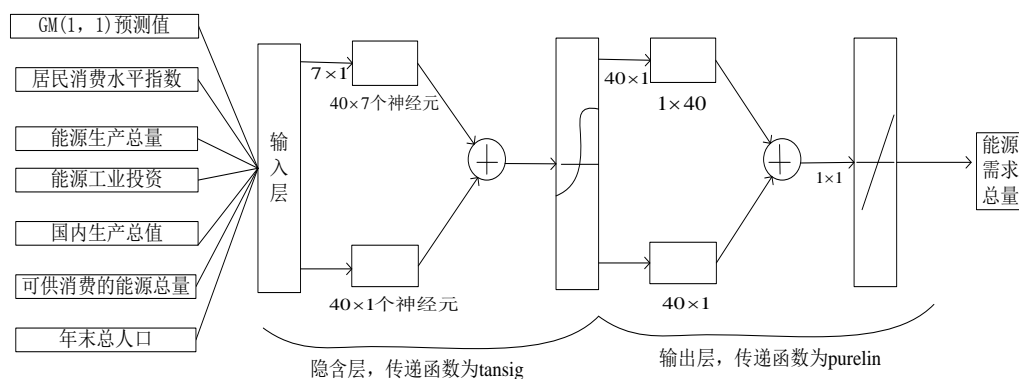 GM(1, 1)预测值
居民消费水平指数
能源生产总量
能源工业投资
国内生产总值
可供消费的能源总量
年末总人口
输
入
层
7×1
40×7个神经元
40×1个神经元
隐含层，传递函数为tansig
40×1
1×40
40×1
1×1
输出层，传递函数为purelin
能源
需求
总量